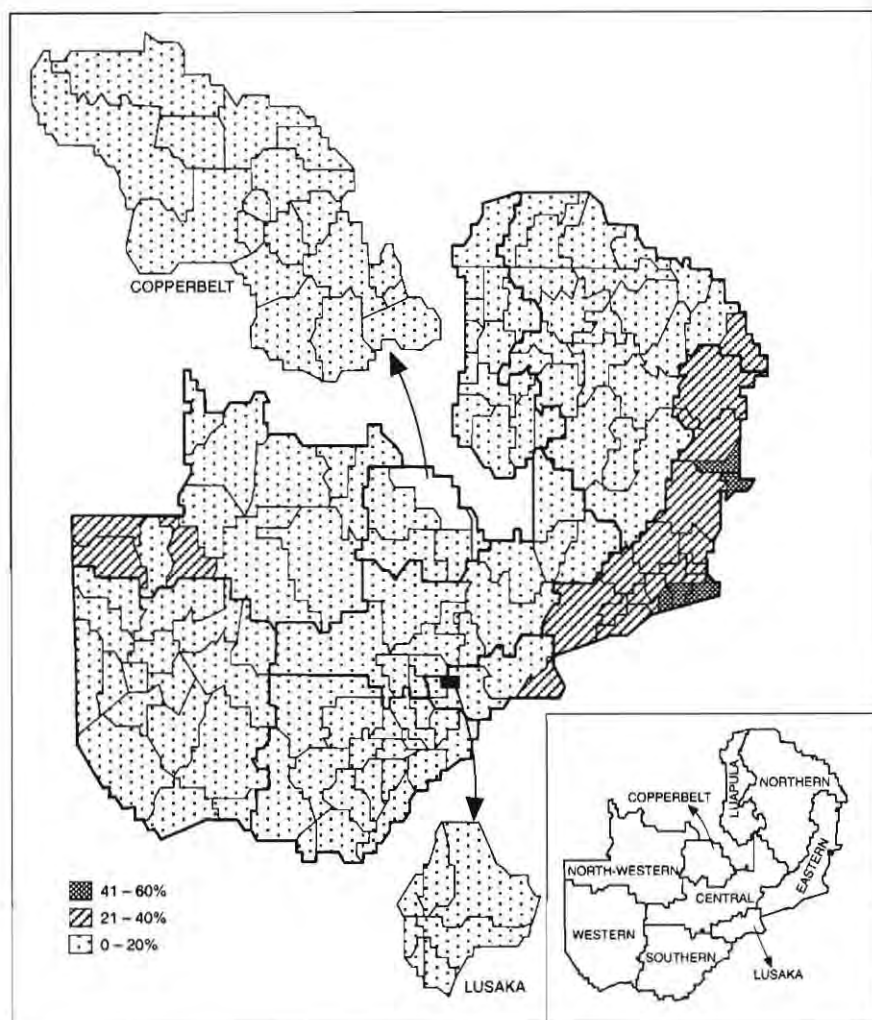 COPPERBELT
41 – 60%
21 – 40%
0 – 20%
LUSAKA
LUAPULA
NORTHERN
COPPERBELT
EASTERN
NORTH-WESTERN
CENTRAL
WESTERN
SOUTHERN
LUSAKA